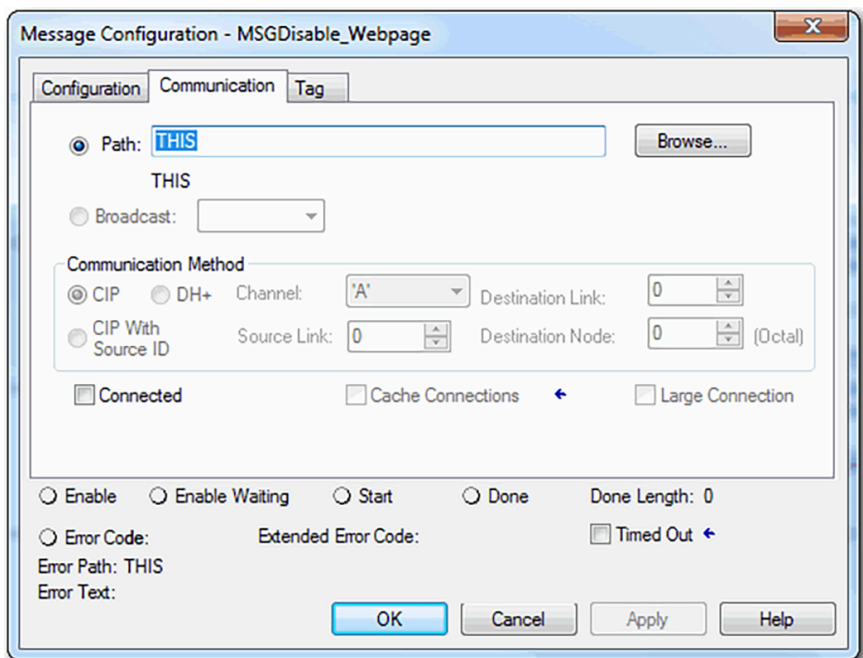 Message Configuration - MSGDisable_Webpage
Configuration Communication Tag
Path: THIS Browse...
THIS
Broadcast:
Communication Method
CIP DH+ Channel: 'A' Destination Link: 0
CIP With Source ID Source Link: 0 Destination Node: 0 (Octal)
Connected Cache Connections Large Connection
Enable Enable Waiting Start Done Done Length: 0
Error Code: Extended Error Code: Timed Out
Error Path: THIS
Error Text:
OK Cancel Apply Help